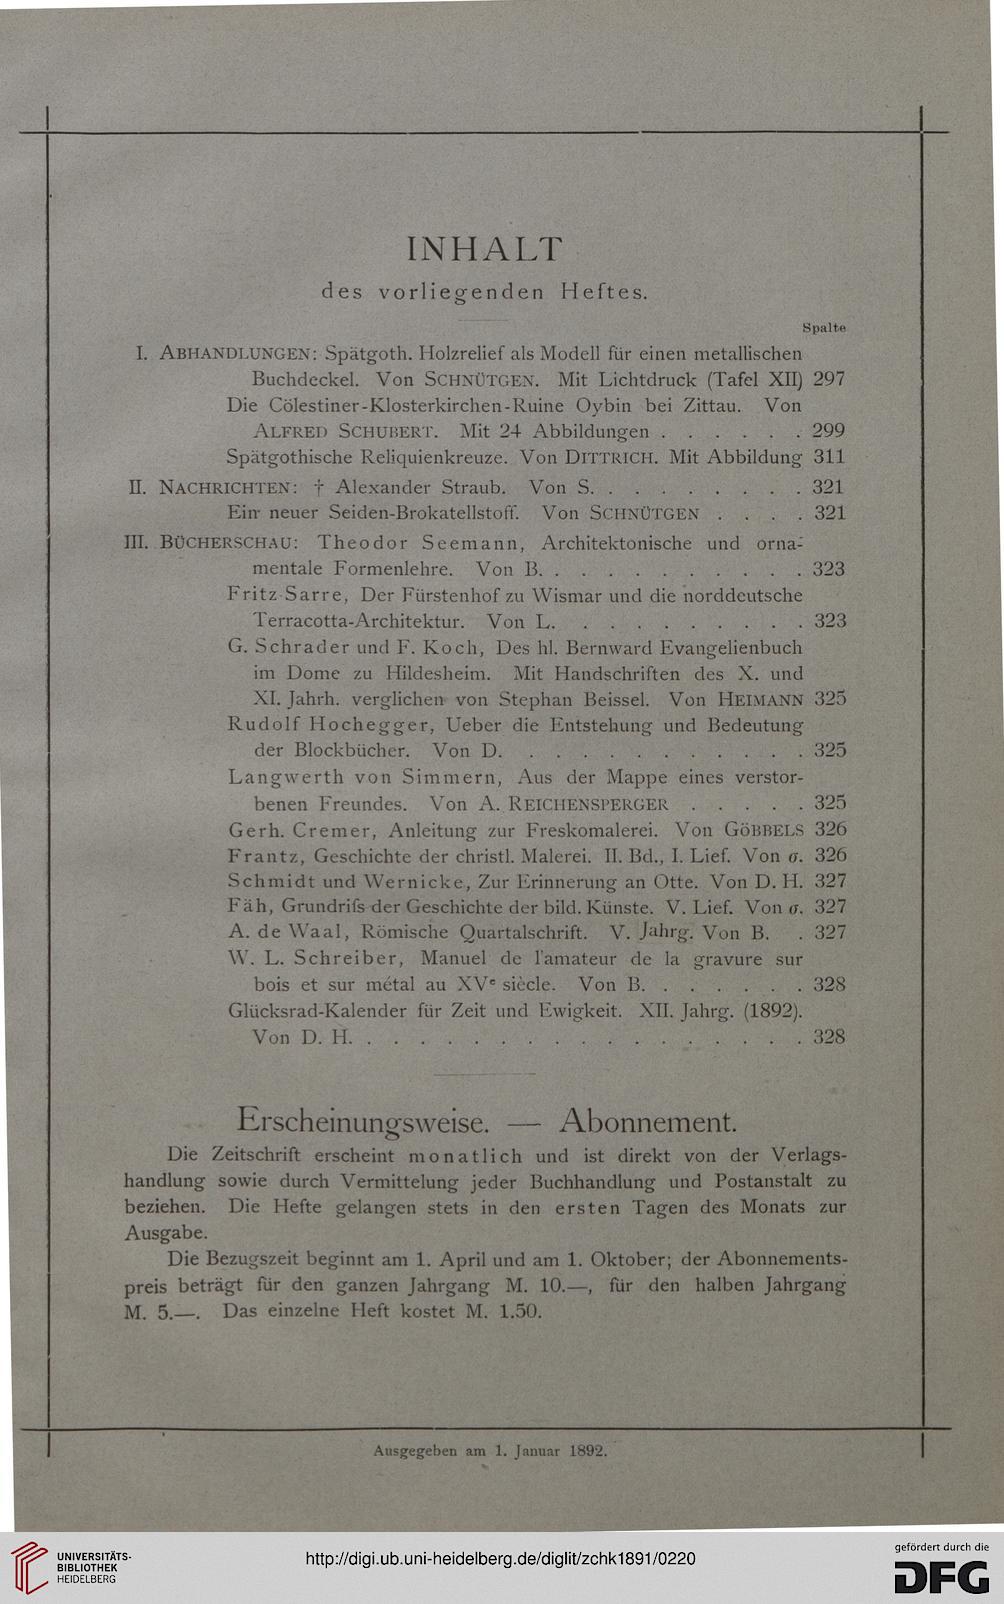 INHALT
des vorliegenden Heftes.
Spalte
I. ABHANDLUNGEN: Spätgoth. Holzrelief als Modell für einen metallischen
Buchdeckel. Von SCHNÜTGEN. Mit Lichtdruck (Tafel XII) 297
Die Cölestiner-Klosterkirchen-Ruine Oybin bei Zittau. Von
ALFRED SCHUBERT. Mit 24 Abbildungen . . . . . . 299
Spätgothische Reliquienkreuze. Von DITTRICH. Mit Abbildung 311
II. NACHRICHTEN: † Alexander Straub. Von S. . . . . . . . . 321
Ein neuer Seiden-Brokatellstoff. Von SCHNÜTGEN . . . . 321
III. BÜCHERSCHAU: Theodor Seemann, Architektonische und orna-
mentale Formenlehre. Von B. . . . . . . . . . . 323
Fritz Sarre, Der Fürstenhof zu Wismar und die norddeutsche
Terracotta-Architektur. Von L. . . . . . . . . . 323
G. Schrader und F. Koch, Des hl. Bernward Evangelienbuch
im Dome zu Hildesheim. Mit Handschriften des X. und
XI. Jahrh. verglichen von Stephan Beissel. Von HEIMANN 325
Rudolf Hochegger, Ueber die Entstehung und Bedeutung
der Blockbücher. Von D. . . . . . . . . . . . 325
Langwerth von Simmern, Aus der Mappe eines verstor-
benen Freundes. Von A. REICHENSPERGER . . . . . 325
Gerh. Cremer, Anleitung zur Freskomalerei. Von GÖBBELS 326
Frantz, Geschichte der christl. Malerei. II. Bd., I. Lief. Von σ. 326
Schmidt und Wernicke, Zur Erinnerung an Otte. Von D. H. 327
Fäh, Grundrifs der Geschichte der bild. Künste. V. Lief. Von σ. 327
A. de Waal, Römische Quartalschrift. V. Jahrg. Von B. . 327
W. L. Schreiber, Manuel de l'amateur de la gravure sur
bois et sur métal au XVe siècle. Von B. . . . . . . 328
Glücksrad-Kalender für Zeit und Ewigkeit. XII. Jahrg. (1892).
Von D. H. . . . . . . . . . . . . . . . . . 328
Erscheinungsweise. — Abonnement.
Die Zeitschrift erscheint monatlich und ist direkt von der Verlags-
handlung sowie durch Vermittelung jeder Buchhandlung und Postanstalt zu
beziehen. Die Hefte gelangen stets in den ersten Tagen des Monats zur
Ausgabe.
Die Bezugszeit beginnt am 1. April und am 1. Oktober; der Abonnements-
preis beträgt für den ganzen Jahrgang M. 10.—, für den halben Jahrgang
M. 5.—. Das einzelne Heft kostet M. 1.50.
Ausgegeben am 1. Januar 1892.
UNIVERSITÄTS-
BIBLIOTHEK
HEIDELBERG
http://digi.ub.uni-heidelberg.de/diglit/zchk1891/0220
gefördert durch die
DFG